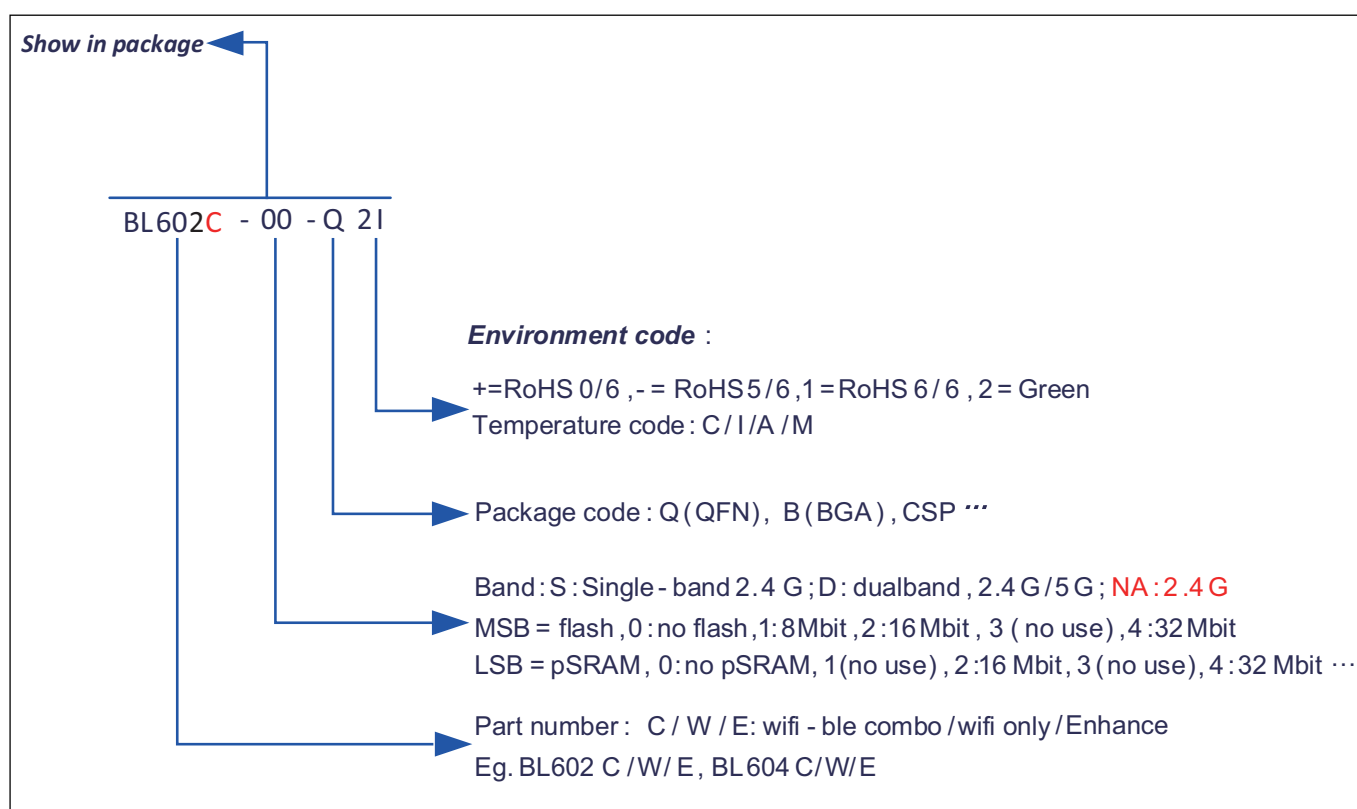 Show in package
BL602C - 00 - Q 2I
Environment code :
+=RoHS 0/6 ,- = RoHS 5/6 ,1 =RoHS 6/6 , 2 = Green
Temperature code : C / I /A /M
Package code : Q (QFN), B (BGA) , CSP ···
Band : S : Single - band 2.4 G ; D : dualband , 2.4 G/5 G ; NA : 2.4 G
MSB = flash ,0 : no flash,1: 8Mbit , 2 :16 Mbit , 3 ( no use) ,4 :32 Mbit
LSB = pSRAM, 0: no pSRAM, 1(no use) , 2:16 Mbit, 3 (no use), 4 : 32 Mbit ···
Part number : C / W / E: wifi - ble combo /wifi only / Enhance
Eg. BL602 C /W/ E , BL604 C/W/ E